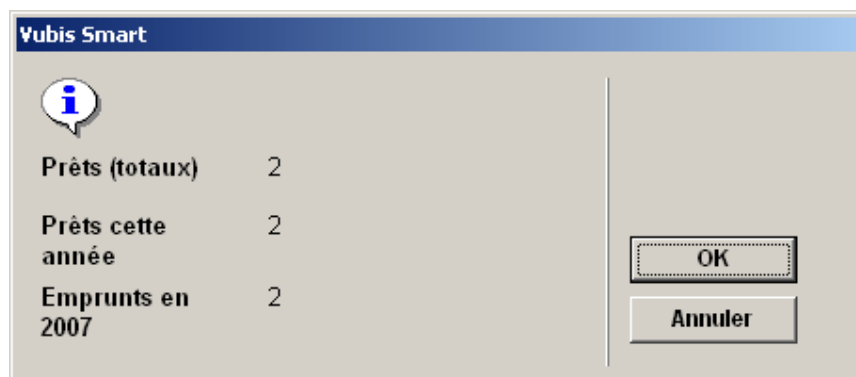 Vubis Smart
Prêts (totaux) 2
Prêts cette 2
année
Emprunts en 2
2007
OK
Annuler